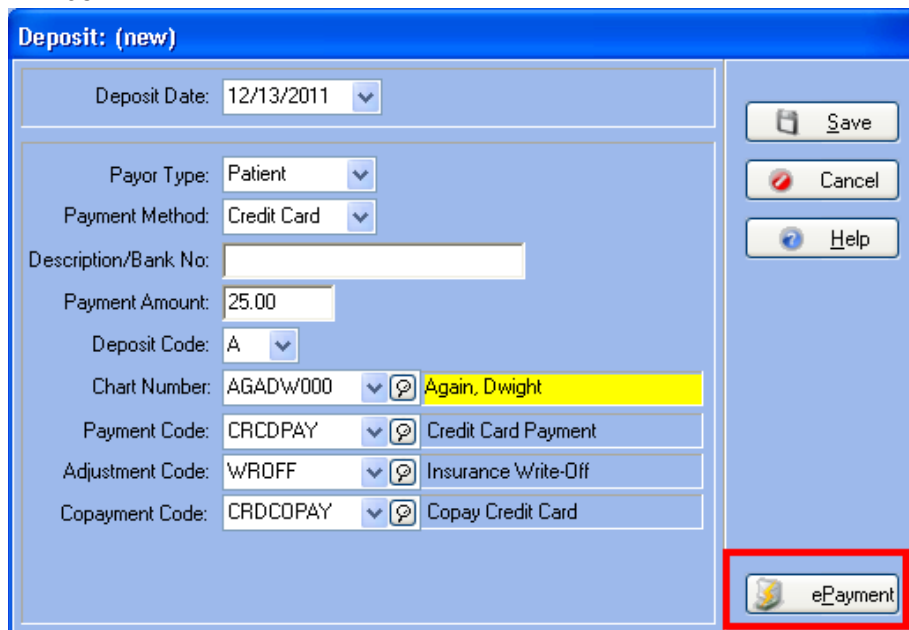 Deposit: (new)
Deposit Date: 12/13/2011
Save
Payor Type: Patient
Cancel
Payment Method: Credit Card
Help
Description/Bank No:
Payment Amount: 25.00
Deposit Code: A
Chart Number: AGADW000 Again, Dwight
Payment Code: CRCDPAY Credit Card Payment
Adjustment Code: WROFF Insurance Write-Off
Copayment Code: CRDCOPAY Copay Credit Card
ePayment